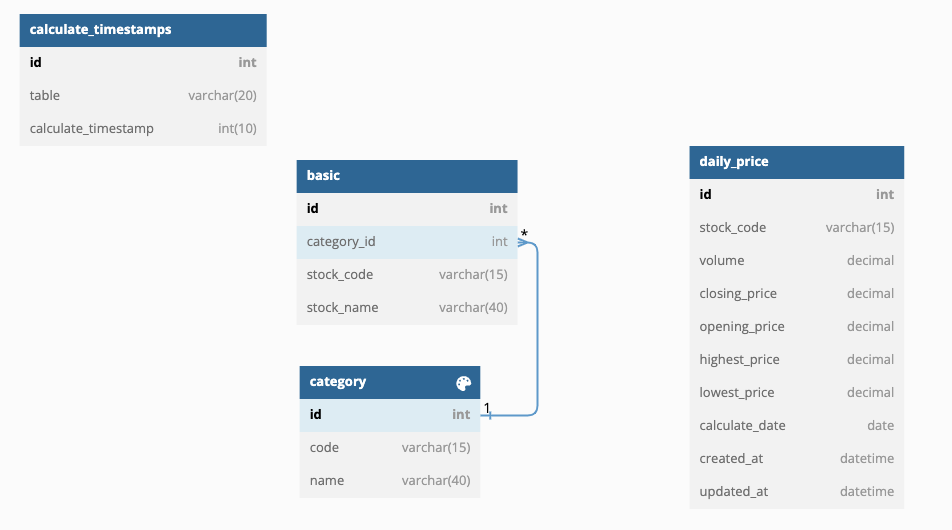 calculate_timestamps
id int
table varchar(20)
calculate_timestamp int(10)
basic
id int
category_id int *
stock_code varchar(15)
stock_name varchar(40)
category
id int 1
code varchar(15)
name varchar(40)
daily_price
id int
stock_code varchar(15)
volume decimal
closing_price decimal
opening_price decimal
highest_price decimal
lowest_price decimal
calculate_date date
created_at datetime
updated_at datetime